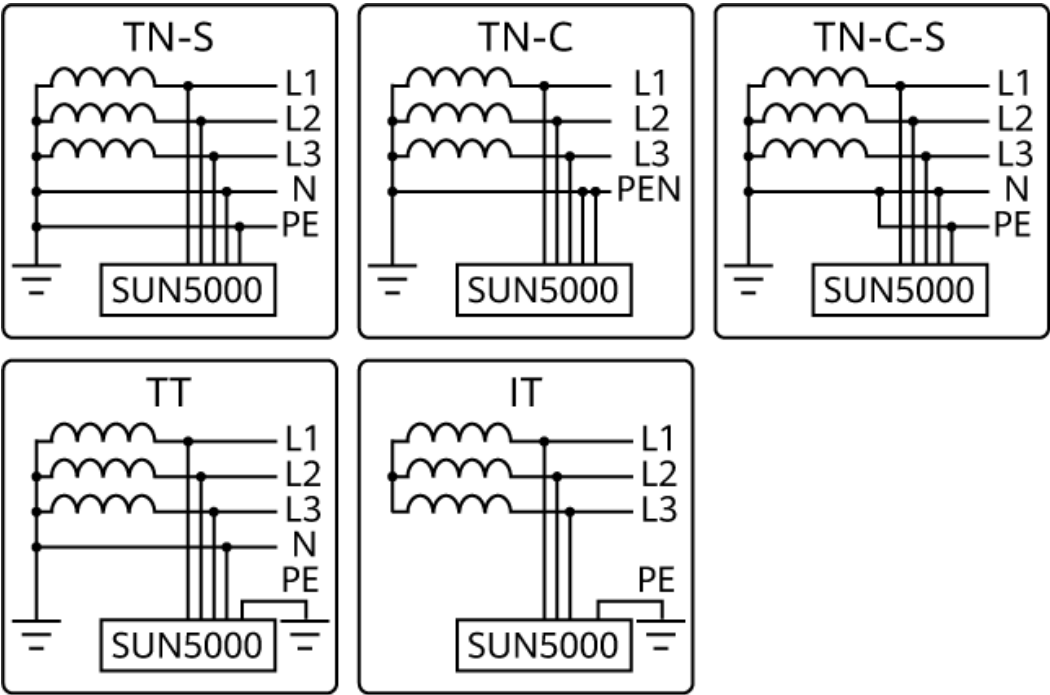 TN-S
L1
L2
L3
N
PE
SUN5000
TN-C
L1
L2
L3
PEN
SUN5000
TN-C-S
L1
L2
L3
N
PE
SUN5000
TT
L1
L2
L3
N
PE
SUN5000
IT
L1
L2
L3
PE
SUN5000